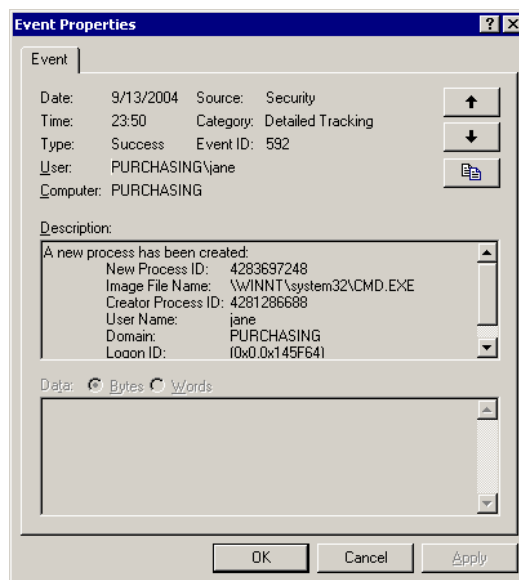 Event Properties
Event
Date: 9/13/2004 Source: Security
Time: 23:50 Category: Detailed Tracking
Type: Success Event ID: 592
User: PURCHASING\jane
Computer: PURCHASING
Description:
A new process has been created:
New Process ID: 4283697248
Image File Name: \WINNT\system32\CMD.EXE
Creator Process ID: 4281286688
User Name: jane
Domain: PURCHASING
Logon ID: (0x0,0x145F64)
Data: Bytes Words
OK Cancel Apply